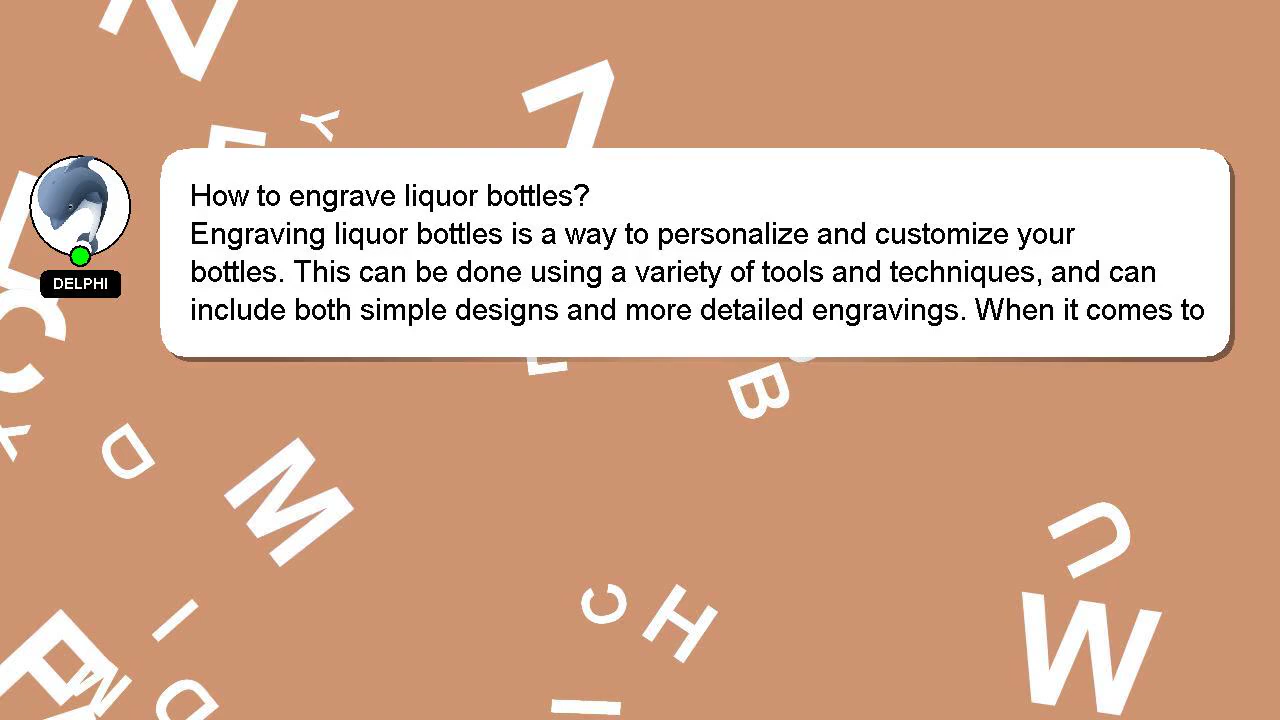 How to engrave liquor bottles?
Engraving liquor bottles is a way to personalize and customize your
bottles. This can be done using a variety of tools and techniques, and can
include both simple designs and more detailed engravings. When it comes to
DELPHI
Y
B
C
Y
D
M
U
C
H
W
I
M
D
I